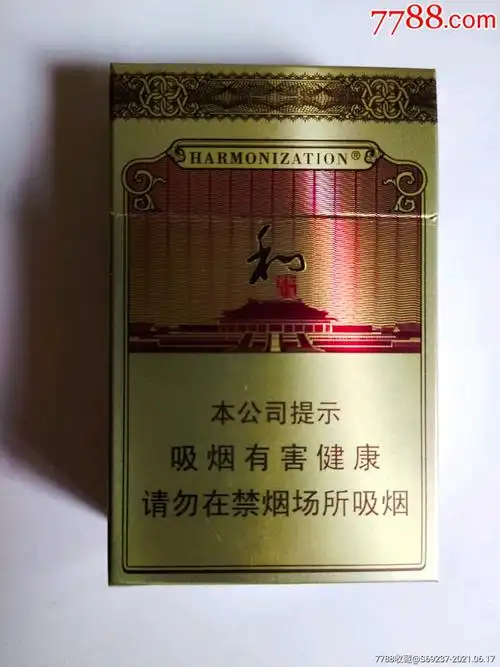 7788.com
HARMONIZATION®
和
本公司提示
吸烟有害健康
请勿在禁烟场所吸烟
7788收藏@S69237-2021.06.17